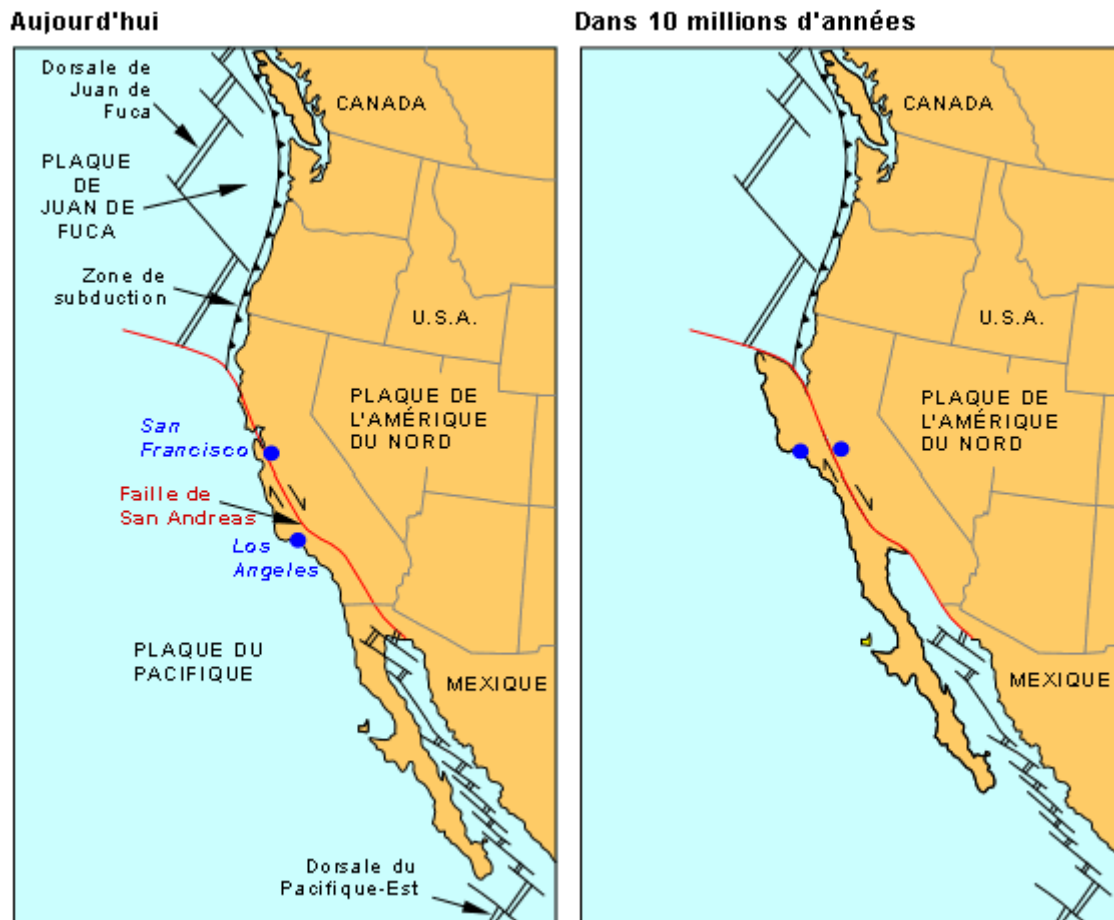 Aujourd'hui
Dorsale de
Juan de
Fuca
CANADA
PLAQUE
DE
JUAN DE
FUCA
Zone de
subduction
U.S.A.
PLAQUE DE
L'AMÉRIQUE
DU NORD
San
Francisco
Faille de
San Andreas
Los
Angeles
PLAQUE DU
PACIFIQUE
MEXIQUE
Dorsale du
Pacifique-Est
Dans 10 millions d'années
CANADA
U.S.A.
PLAQUE DE
L'AMÉRIQUE
DU NORD
MEXIQUE